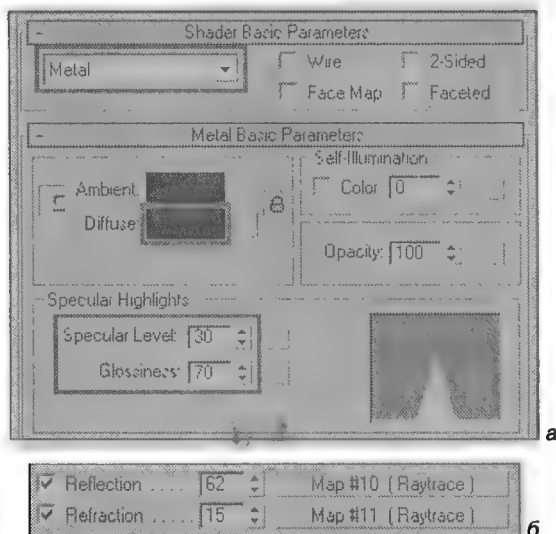 - Shader Basic Parameters
Metal
Wire
2-Sided
Face Map
Faceted
- Metal Basic Parameters
Ambient:
Diffuse:
Self-Illumination
Color 0
Opacity: 100
Specular Highlights
Specular Level: 30
Glossiness: 70
а
Reflection ..... 62 Map #10 ( Raytrace )
Refraction ..... 15 Map #11 ( Raytrace )
б